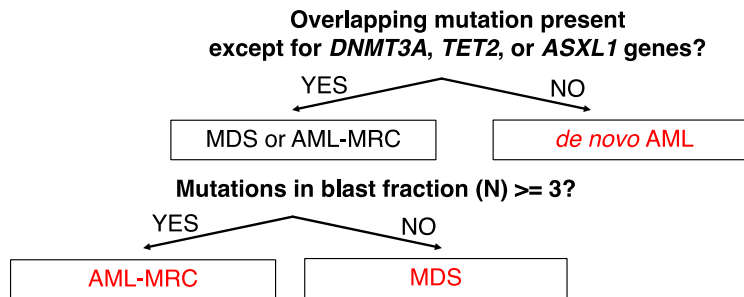 Overlapping mutation present
except for DNMT3A, TET2, or ASXL1 genes?
YES NO
MDS or AML-MRC de novo AML
Mutations in blast fraction (N) >= 3?
YES NO
AML-MRC MDS